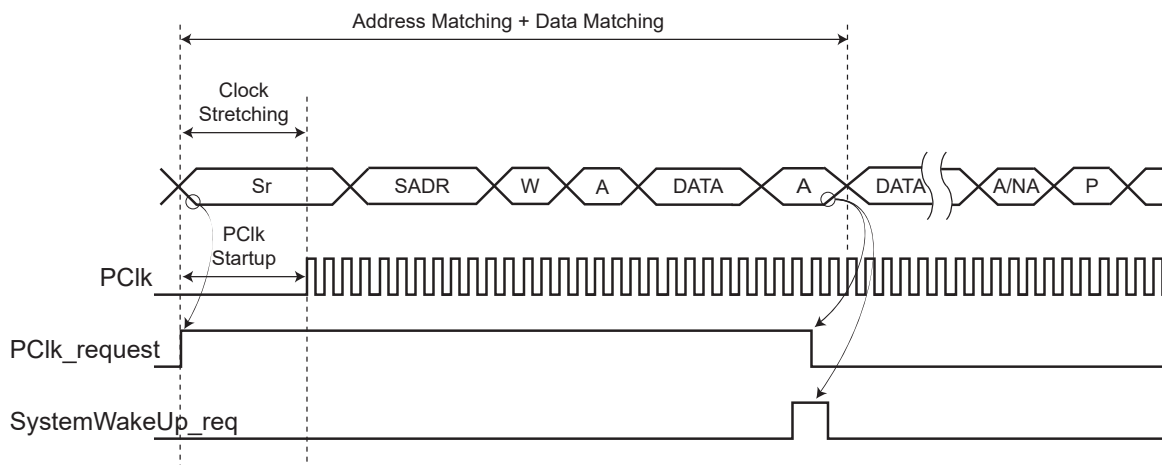 Address Matching + Data Matching
Clock
Stretching
Sr
SADR
W
A
DATA
A
DATA
A/NA
P
PClk
Startup
PClk
PClk_request
SystemWakeUp_req